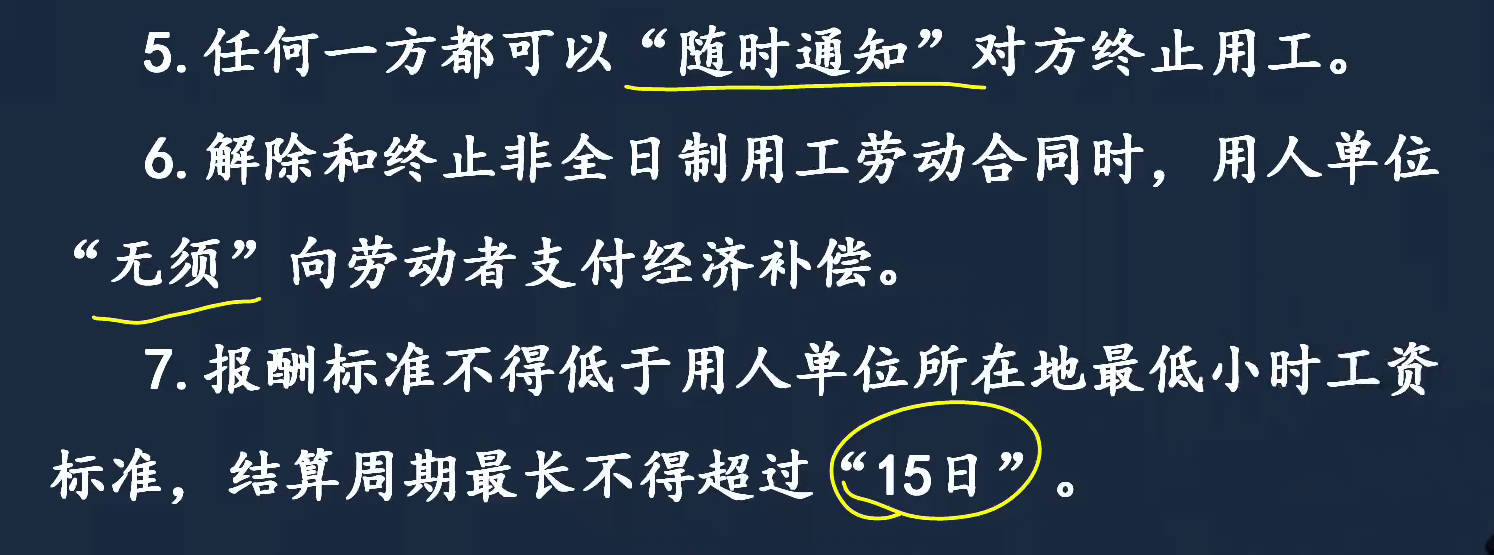 5. 任何一方都可以“随时通知”对方终止用工。
6. 解除和终止非全日制用工劳动合同时，用人单位
“无须”向劳动者支付经济补偿。
7. 报酬标准不得低于用人单位所在地最低小时工资
标准，结算周期最长不得超过“15日”。